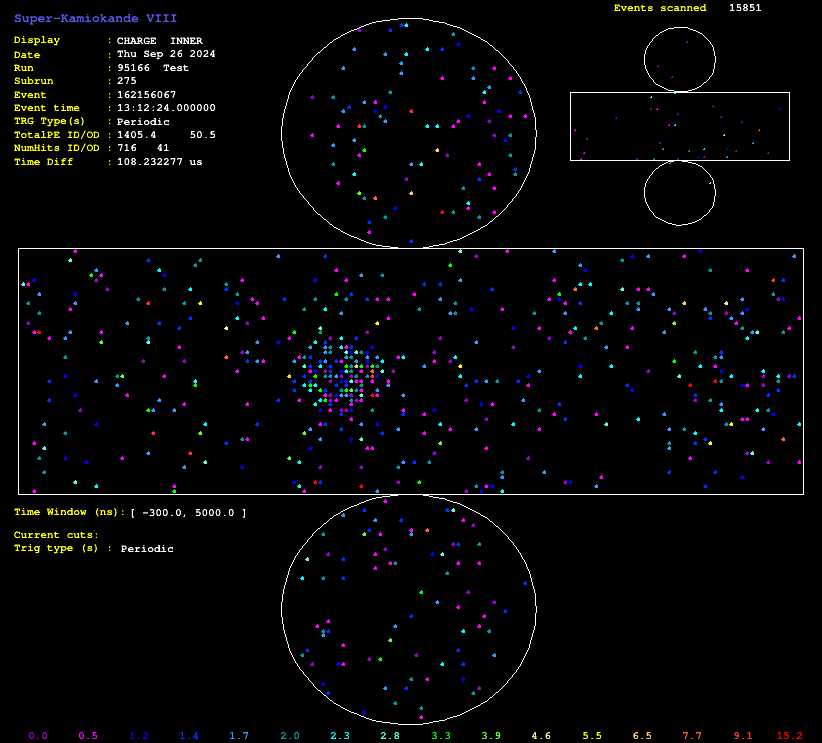 Super-Kamiokande VIII
Events scanned 15851
Display : CHARGE INNER
Date : Thu Sep 26 2024
Run : 95166 Test
Subrun : 275
Event : 162156067
Event time : 13:12:24.000000
TRG Type(s) : Periodic
TotalPE ID/OD : 1405.4 50.5
NumHits ID/OD : 716 41
Time Diff : 108.232277 us
Time Window (ns): [ -300.0, 5000.0 ]
Current cuts:
Trig type (s) : Periodic
0.0 0.5 1.2 1.4 1.7 2.0 2.3 2.8 3.3 3.9 4.6 5.5 6.5 7.7 9.1 15.2